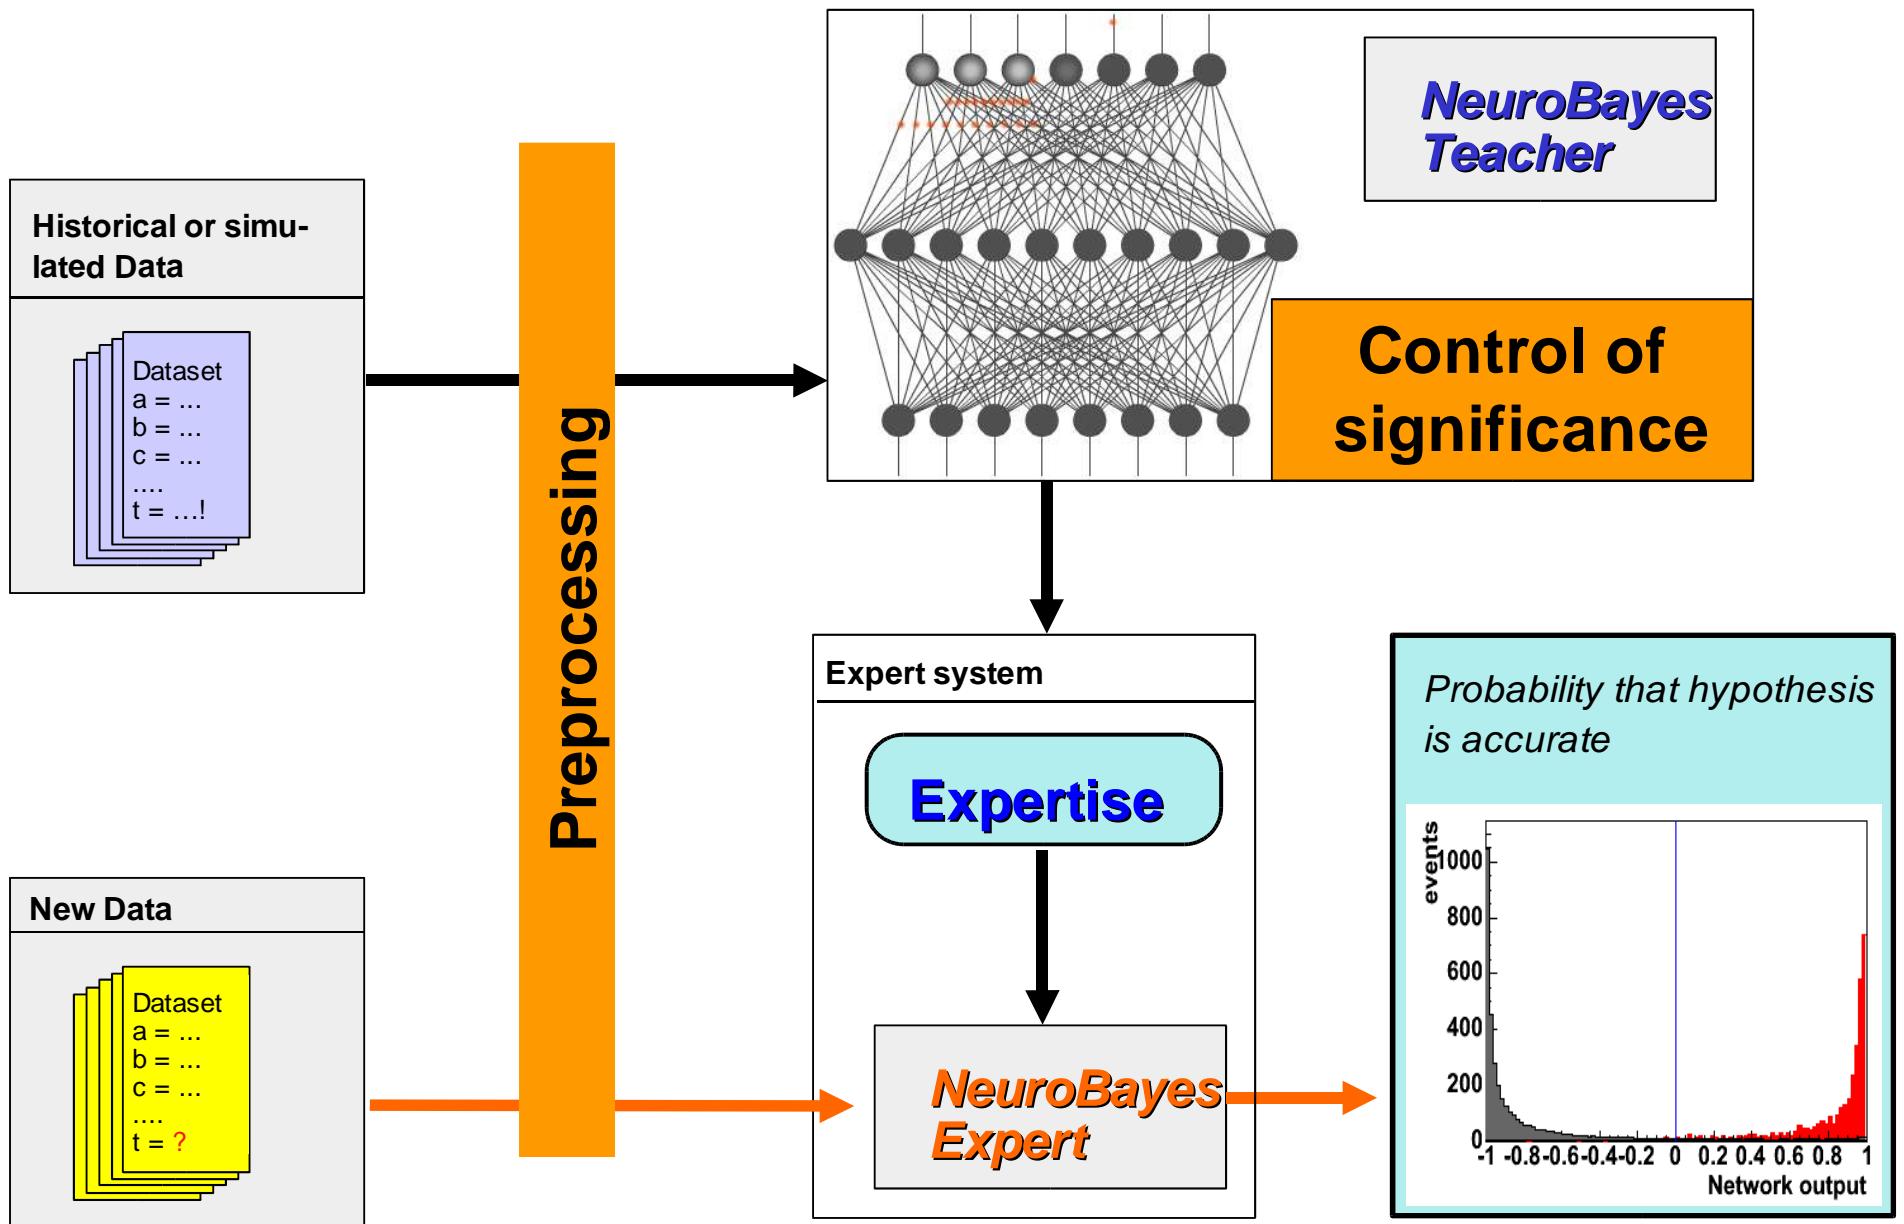 NeuroBayes
Teacher
Historical or simu-
lated Data
Dataset
a = ...
b = ...
c = ...
....
t = ...!
Control of
significance
Preprocessing
Expert system
Expertise
NeuroBayes
Expert
New Data
Dataset
a = ...
b = ...
c = ...
....
t = ?
Probability that hypothesis
is accurate
events
1000
800
600
400
200
0
-1 -0.8 -0.6 -0.4 -0.2 0 0.2 0.4 0.6 0.8 1
Network output